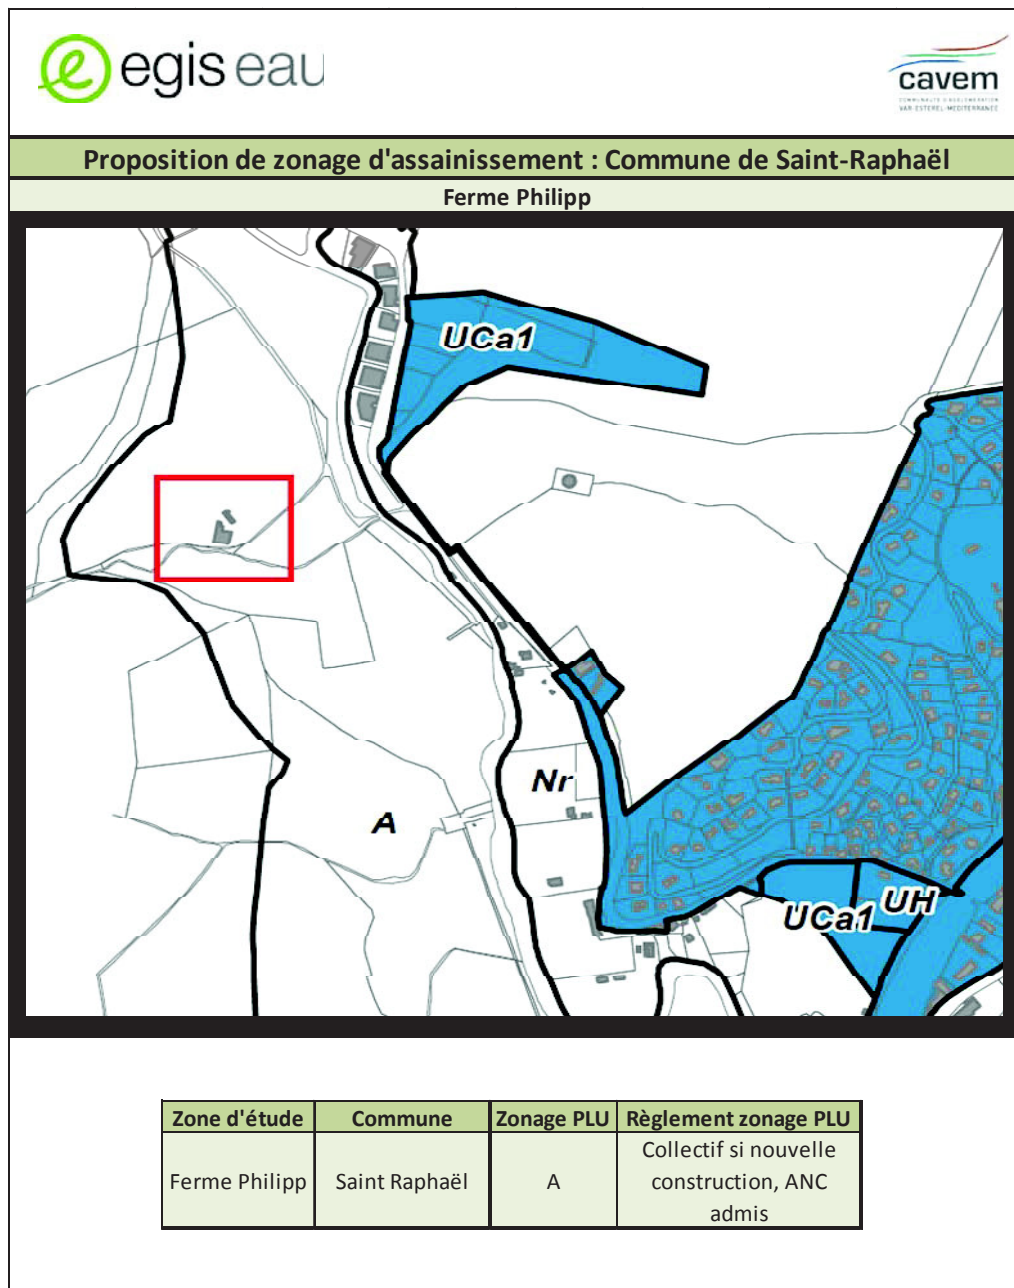 egis eau
cavem
COMMUNAUTÉ D'AGGLOMÉRATION
VAR ESTEREL-MÉDITERRANÉE
Proposition de zonage d'assainissement : Commune de Saint-Raphaël
Ferme Philipp
UCa1
Nr
A
UCa1
UH
Zone d'étude Commune Zonage PLU Règlement zonage PLU
Ferme Philipp Saint Raphaël A Collectif si nouvelle
construction, ANC
admis